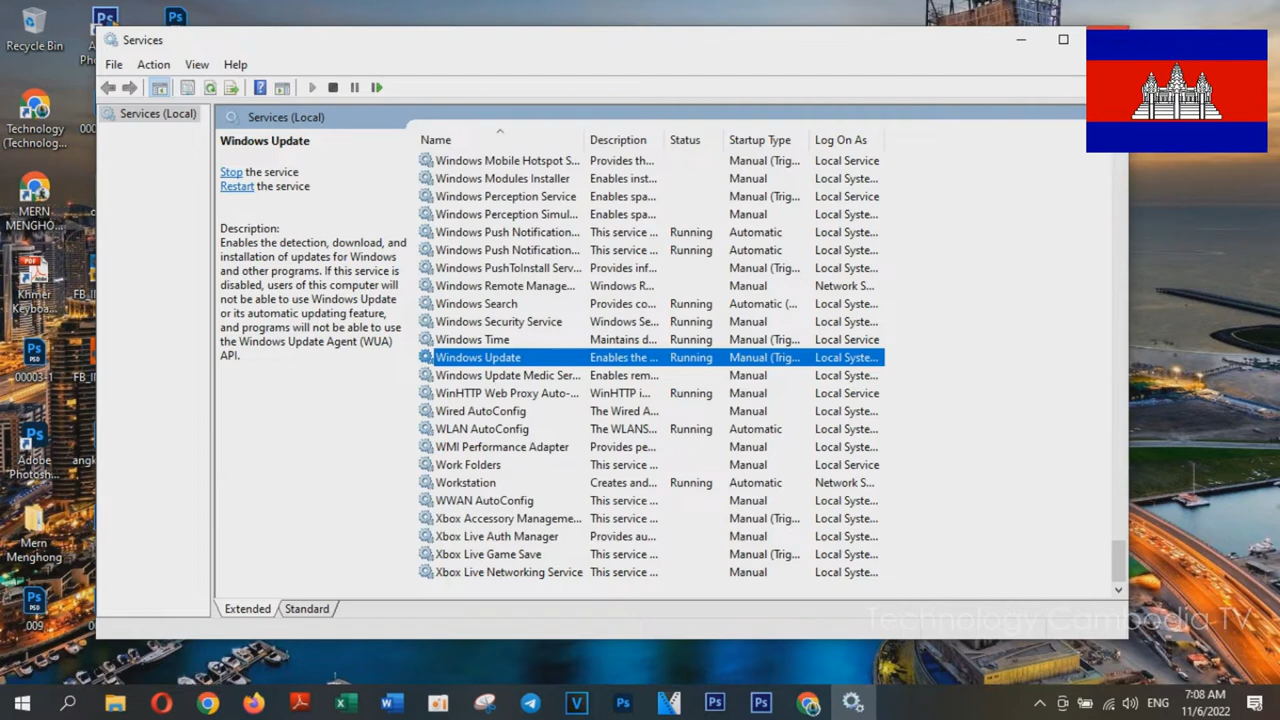 Recycle Bin
Services
File Action View Help
Services (Local)
Services (Local)
Windows Update
Stop the service
Restart the service
Description:
Enables the detection, download, and
installation of updates for Windows
and other programs. If this service is
disabled, users of this computer will
not be able to use Windows Update
or its automatic updating feature,
and programs will not be able to use
the Windows Update Agent (WUA)
API.
Name Description Status Startup Type Log On As
Windows Mobile Hotspot S... Provides th... Manual (Trig... Local Service
Windows Modules Installer Enables inst... Manual Local Syste...
Windows Perception Service Enables spa... Manual (Trig... Local Service
Windows Perception Simul... Enables spa... Manual Local Syste...
Windows Push Notification... This service ... Running Automatic Local Syste...
Windows Push Notification... This service ... Running Automatic Local Syste...
Windows PushToInstall Serv... Provides inf... Manual (Trig... Local Syste...
Windows Remote Manage... Windows R... Manual Network S...
Windows Search Provides co... Running Automatic (... Local Syste...
Windows Security Service Windows Se... Running Manual Local Syste...
Windows Time Maintains d... Running Manual (Trig... Local Service
Windows Update Enables the ... Running Manual (Trig... Local Syste...
Windows Update Medic Ser... Enables rem... Manual Local Syste...
WinHTTP Web Proxy Auto-... WinHTTP i... Running Manual Local Service
Wired AutoConfig The Wired A... Manual Local Syste...
WLAN AutoConfig The WLANS... Running Automatic Local Syste...
WMI Performance Adapter Provides pe... Manual Local Syste...
Work Folders This service ... Manual Local Service
Workstation Creates and... Running Automatic Network S...
WWAN AutoConfig This service ... Manual Local Syste...
Xbox Accessory Manageme... This service ... Manual (Trig... Local Syste...
Xbox Live Auth Manager Provides au... Manual Local Syste...
Xbox Live Game Save This service ... Manual (Trig... Local Syste...
Xbox Live Networking Service This service ... Manual Local Syste...
Extended Standard
Technology
(Technolog...
MERN
MENGHO...
Khmer
Keyboa...
00003-1
Adobe
Photosh...
Mern
Menghong
009
Technology Cambodia TV
ENG
7:08 AM
11/6/2022